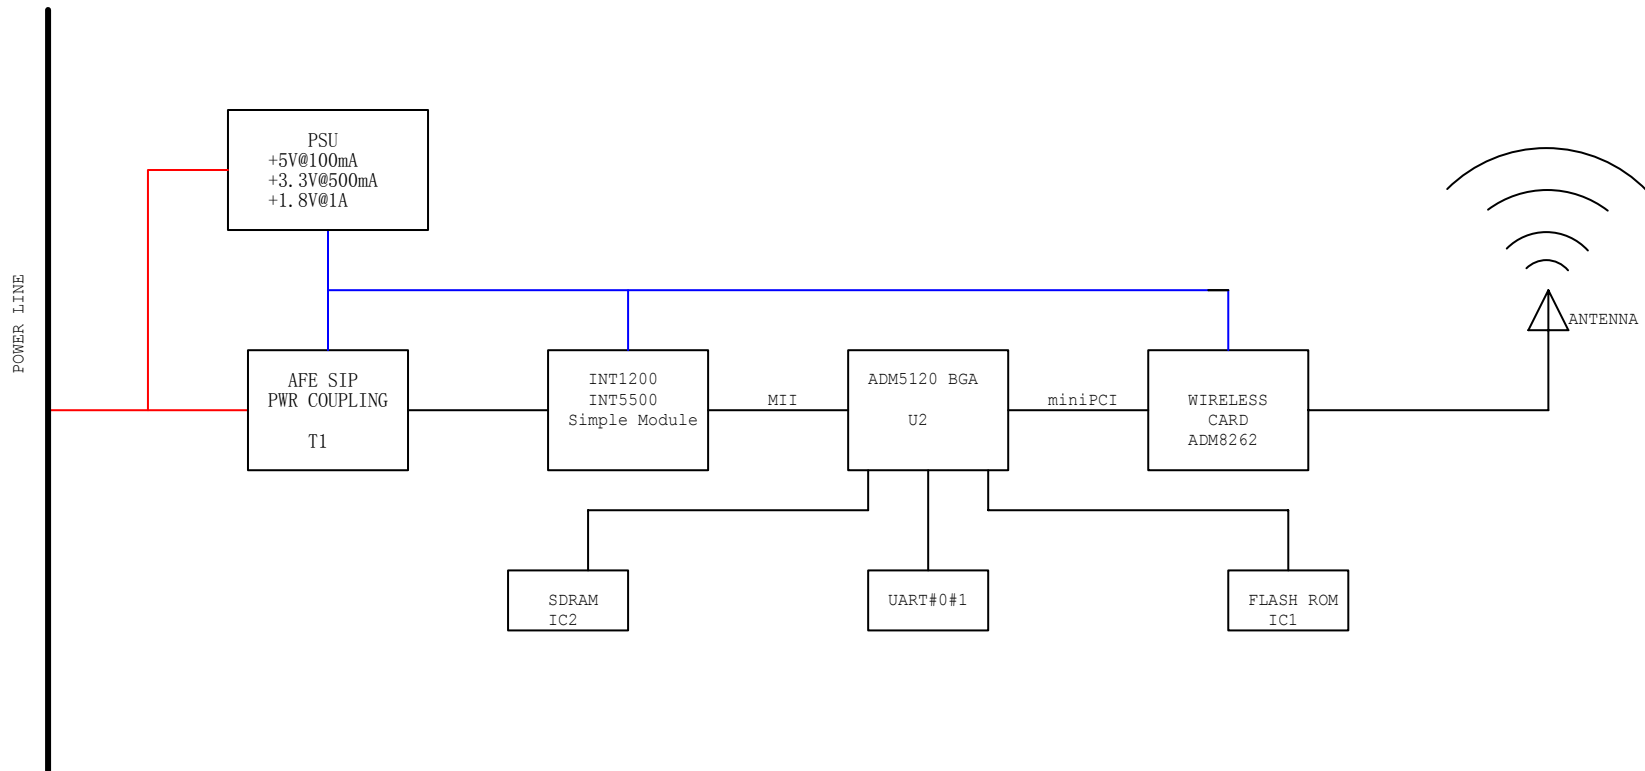 POWER LINE
PSU
+5V@100mA
+3.3V@500mA
+1.8V@1A
AFE SIP
PWR COUPLING
T1
INT1200
INT5500
Simple Module
MII
ADM5120 BGA
U2
miniPCI
WIRELESS
CARD
ADM8262
ANTENNA
SDRAM
IC2
UART#0#1
FLASH ROM
IC1